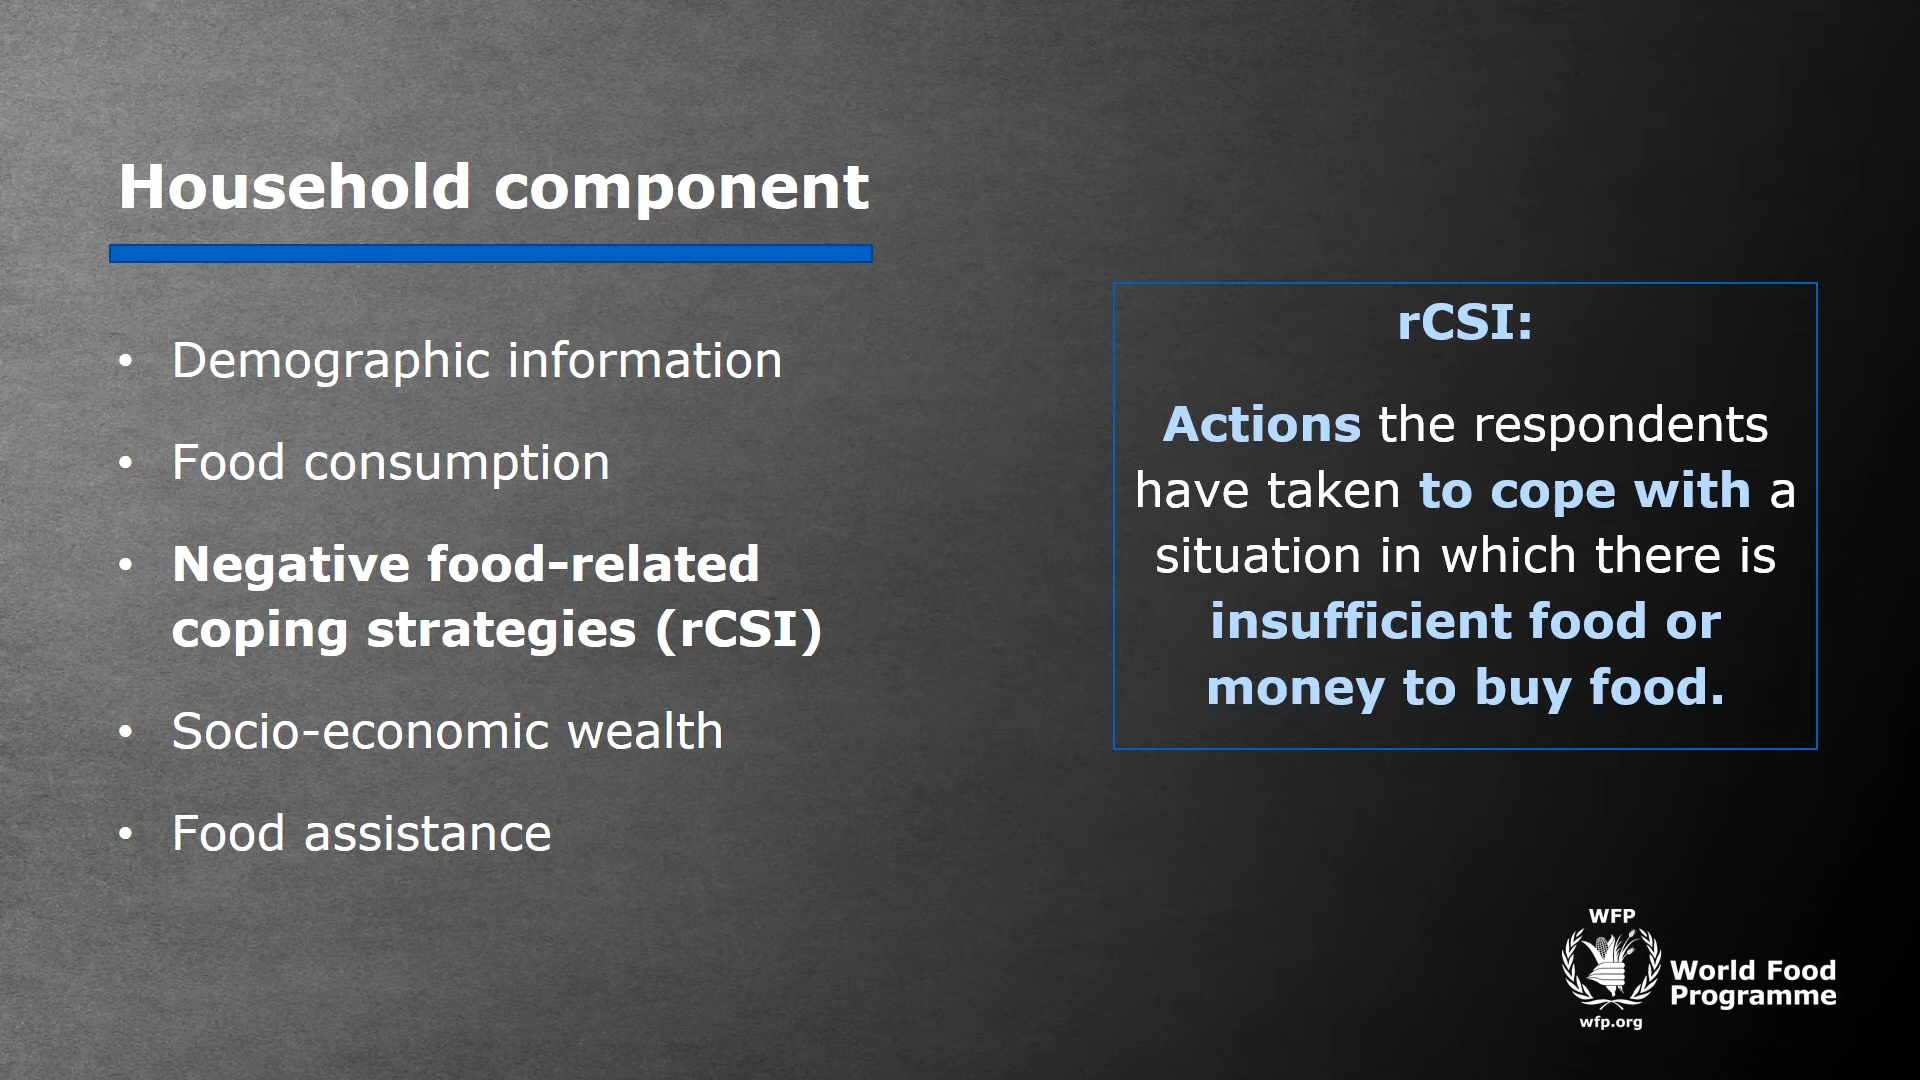 Household component
• Demographic information
• Food consumption
• Negative food-related
coping strategies (rCSI)
• Socio-economic wealth
• Food assistance
rCSI:
Actions the respondents
have taken to cope with a
situation in which there is
insufficient food or
money to buy food.
WFP
World Food
Programme
wfp.org